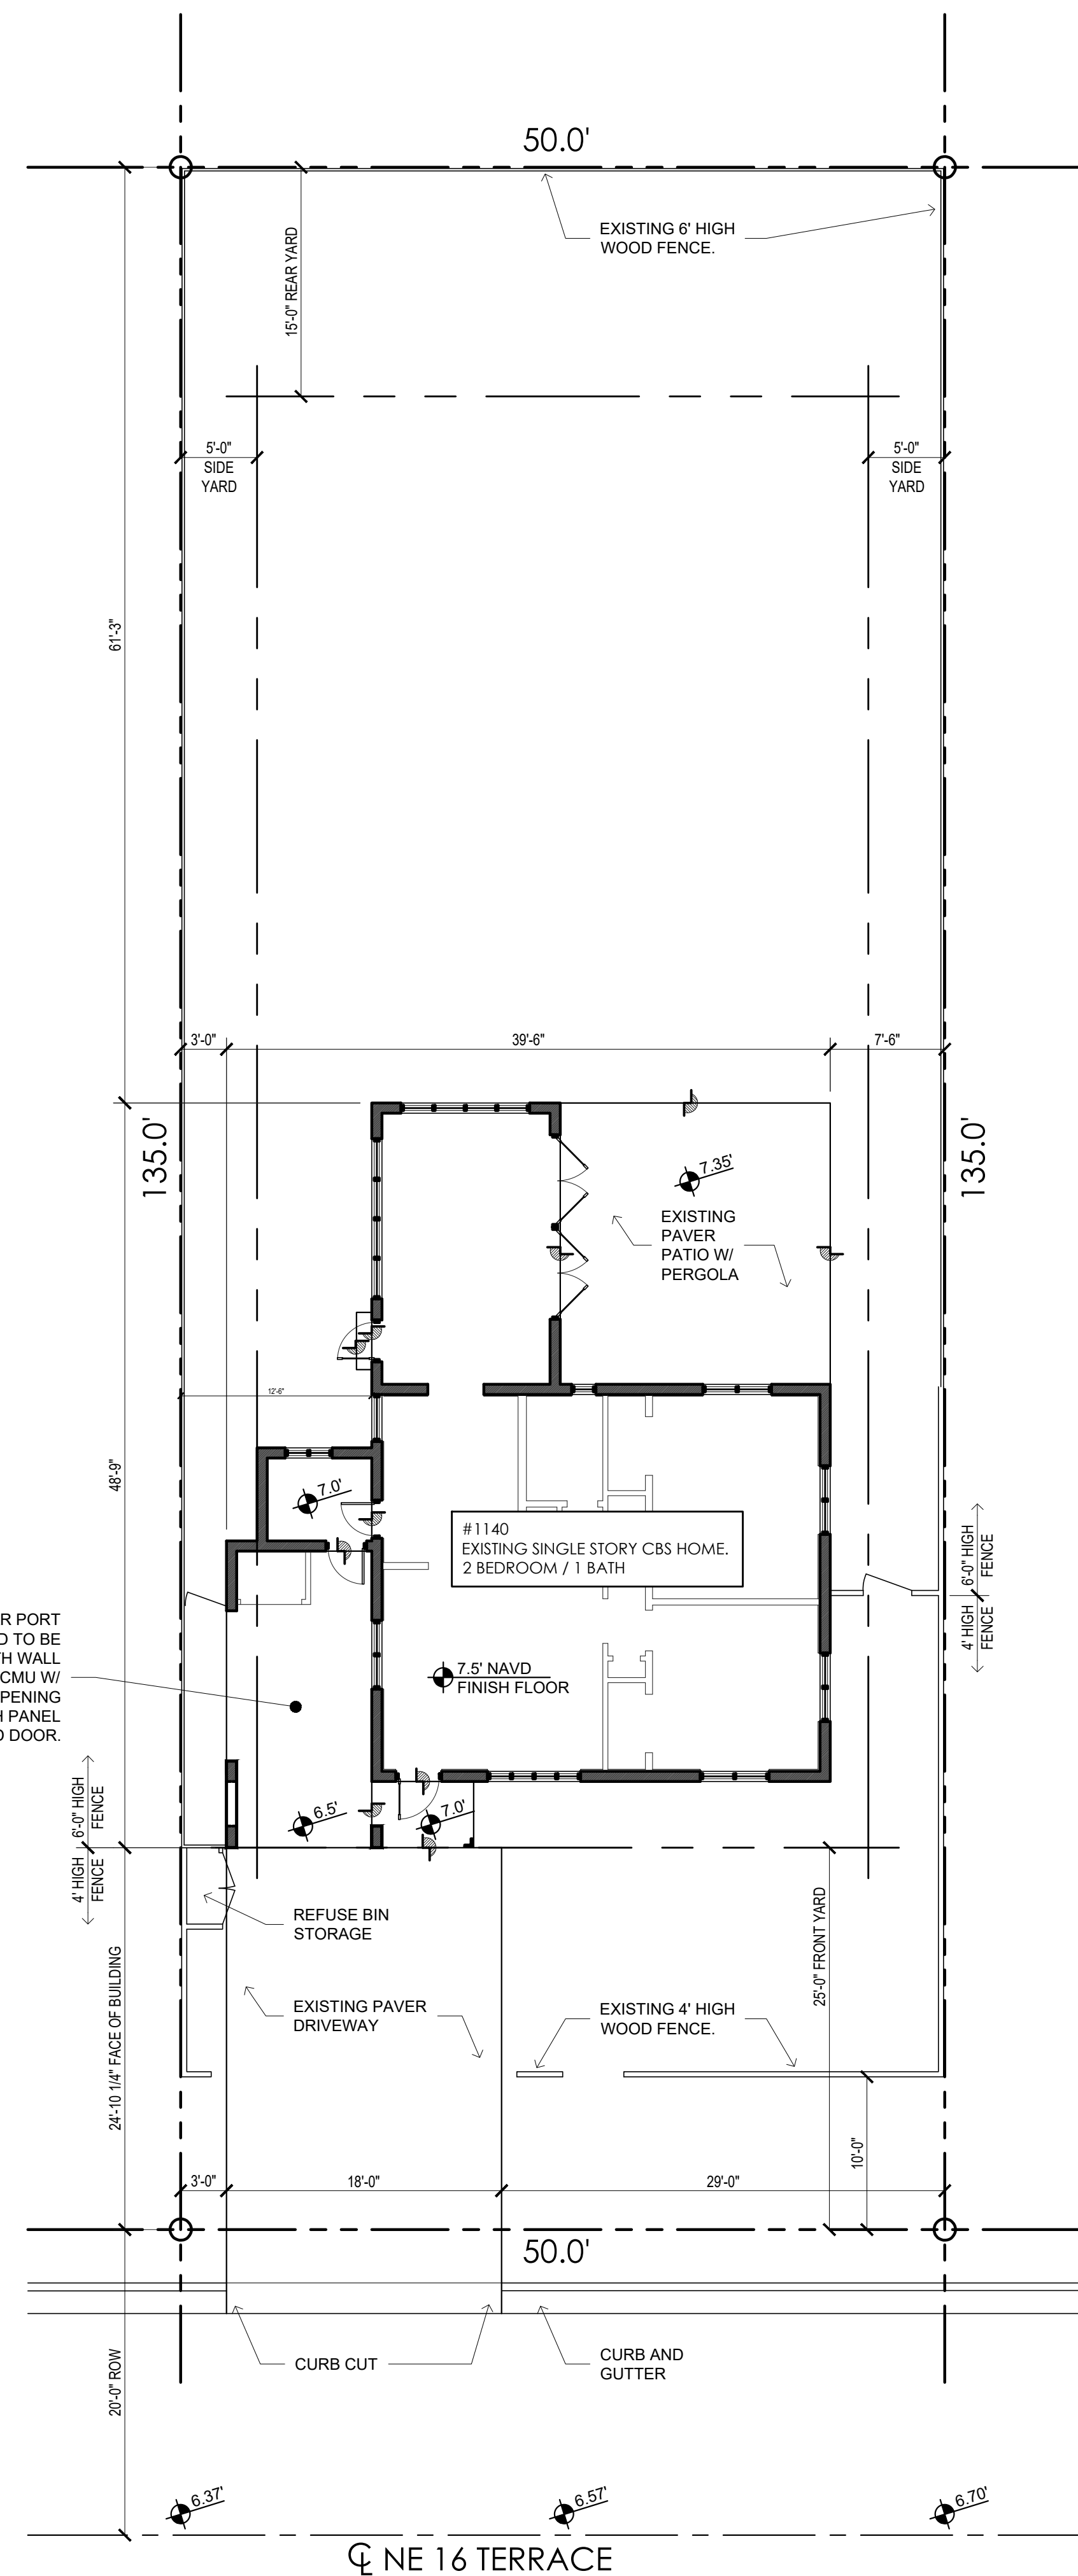 50.0'
EXISTING 6' HIGH
WOOD FENCE.
15'-0" REAR YARD
5'-0"
SIDE
YARD
5'-0"
SIDE
YARD
61'-3"
3'-0"
39'-6"
7'-6"
135.0'
135.0'
7.35'
EXISTING
PAVER
PATIO W/
PERGOLA
12'-6"
48'-9"
7.0'
#1140
EXISTING SINGLE STORY CBS HOME.
2 BEDROOM / 1 BATH
6'-0" HIGH
FENCE
4' HIGH
FENCE
R PORT
D TO BE
TH WALL
CMU W/
PENING
H PANEL
D DOOR.
7.5' NAVD
FINISH FLOOR
6'-0" HIGH
FENCE
4' HIGH
FENCE
6.5'
7.0'
REFUSE BIN
STORAGE
25'-0" FRONT YARD
24'-10 1/4" FACE OF BUILDING
EXISTING PAVER
DRIVEWAY
EXISTING 4' HIGH
WOOD FENCE.
10'-0"
3'-0"
18'-0"
29'-0"
50.0'
CURB CUT
CURB AND
GUTTER
20'-0" ROW
6.37'
6.57'
6.70'
℄ NE 16 TERRACE